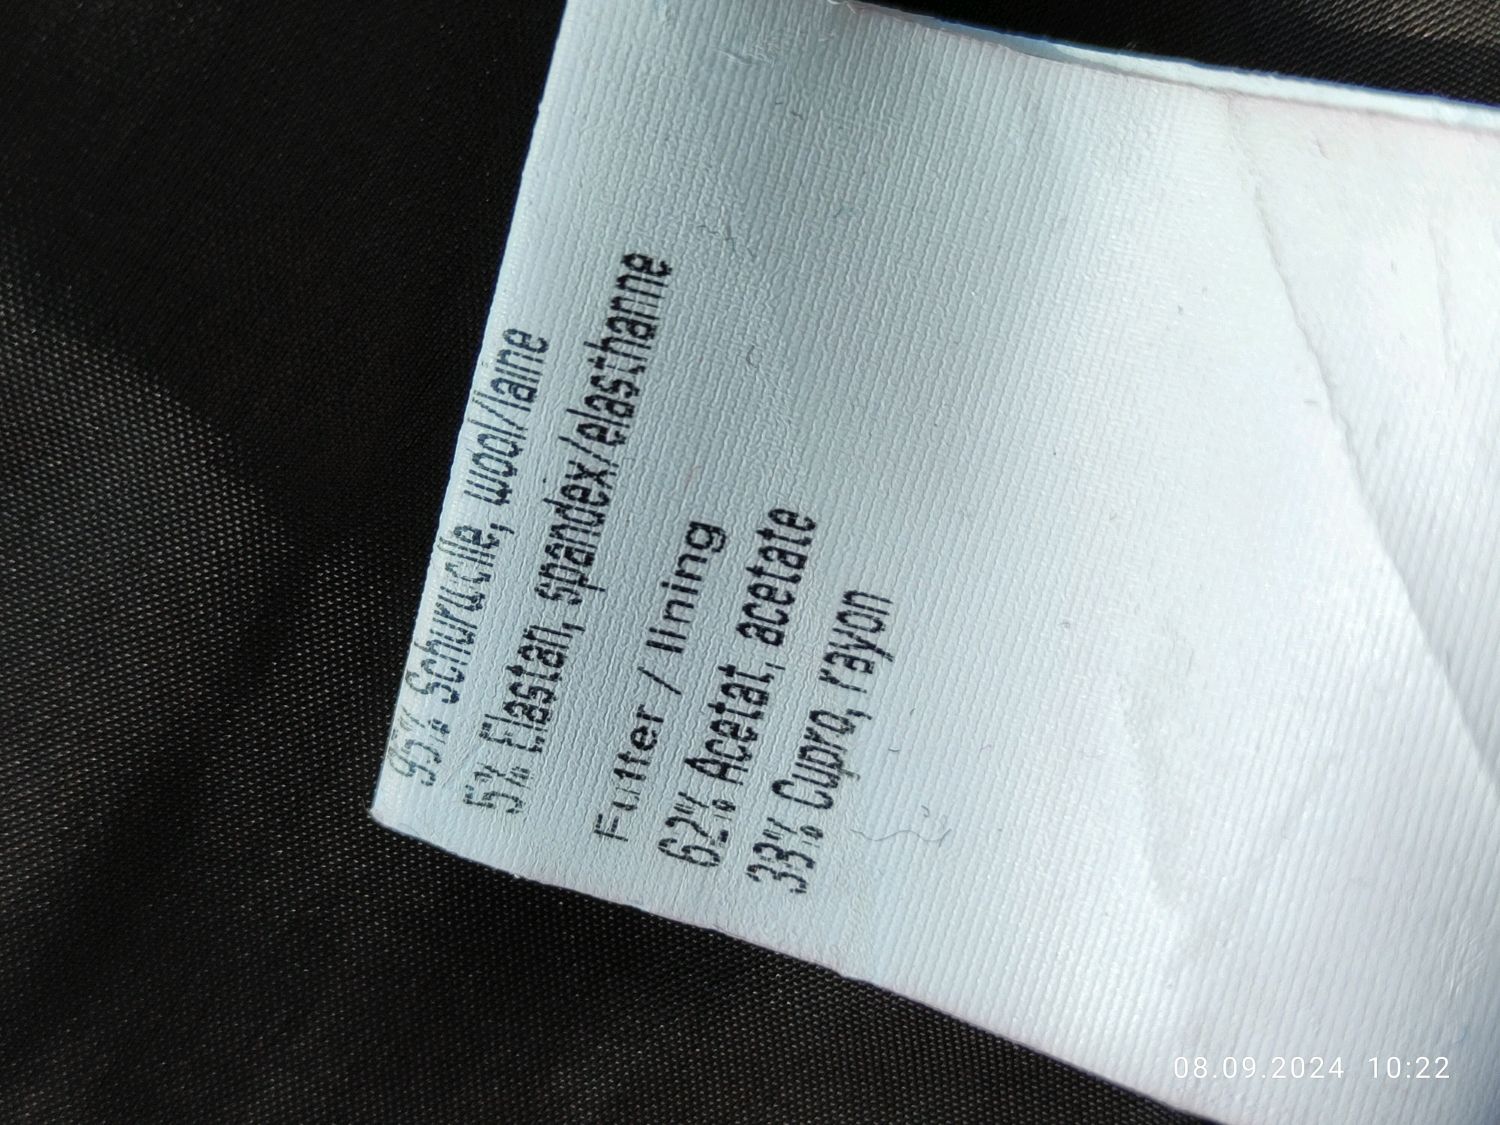 95% Schurwolle, wool/laine
5% Elastan, spandex/elasthanne
Futter / lining
62% Acetat, acetate
38% Cupro, rayon
08.09.2024 10:22